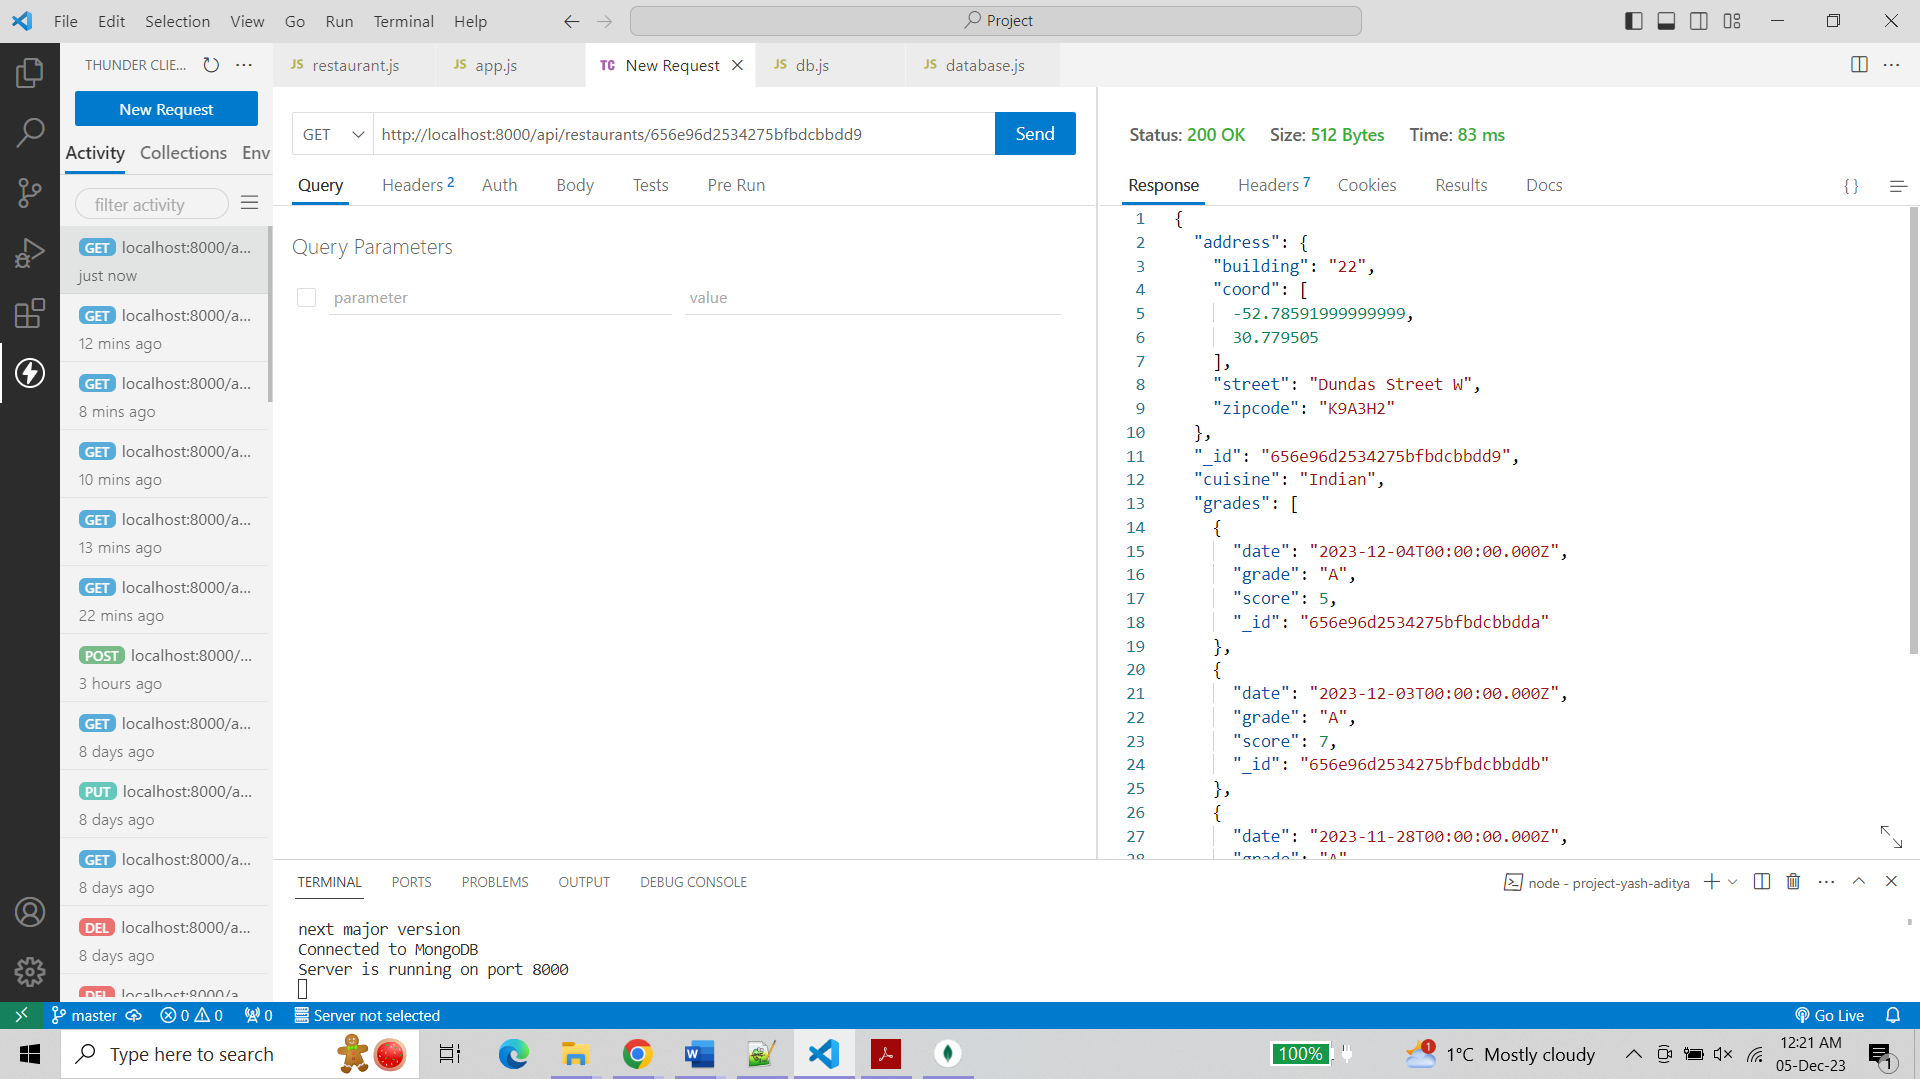 File Edit Selection View Go Run Terminal Help
Project
THUNDER CLIE...
JS restaurant.js
JS app.js
TC New Request
JS db.js
JS database.js
New Request
Activity Collections Env
filter activity
GET localhost:8000/a...
just now
GET localhost:8000/a...
12 mins ago
GET localhost:8000/a...
8 mins ago
GET localhost:8000/a...
10 mins ago
GET localhost:8000/a...
13 mins ago
GET localhost:8000/a...
22 mins ago
POST localhost:8000/...
3 hours ago
GET localhost:8000/a...
8 days ago
PUT localhost:8000/a...
8 days ago
GET localhost:8000/a...
8 days ago
DEL localhost:8000/a...
8 days ago
DEL localhost:8000/a...
GET http://localhost:8000/api/restaurants/656e96d2534275bfbdcbbdd9 Send
Query Headers 2 Auth Body Tests Pre Run
Query Parameters
parameter value
Status: 200 OK Size: 512 Bytes Time: 83 ms
Response Headers 7 Cookies Results Docs
{ }
1 {
2 "address": {
3 "building": "22",
4 "coord": [
5 -52.78591999999999,
6 30.779505
7 ],
8 "street": "Dundas Street W",
9 "zipcode": "K9A3H2"
10 },
11 "_id": "656e96d2534275bfbdcbbdd9",
12 "cuisine": "Indian",
13 "grades": [
14 {
15 "date": "2023-12-04T00:00:00.000Z",
16 "grade": "A",
17 "score": 5,
18 "_id": "656e96d2534275bfbdcbbdda"
19 },
20 {
21 "date": "2023-12-03T00:00:00.000Z",
22 "grade": "A",
23 "score": 7,
24 "_id": "656e96d2534275bfbdcbbddb"
25 },
26 {
27 "date": "2023-11-28T00:00:00.000Z",
28 "grade": "A"
TERMINAL PORTS PROBLEMS OUTPUT DEBUG CONSOLE
node - project-yash-aditya
next major version
Connected to MongoDB
Server is running on port 8000
master 0 0 0 Server not selected
Go Live
Type here to search
100%
1
1°C Mostly cloudy
12:21 AM
05-Dec-23
1